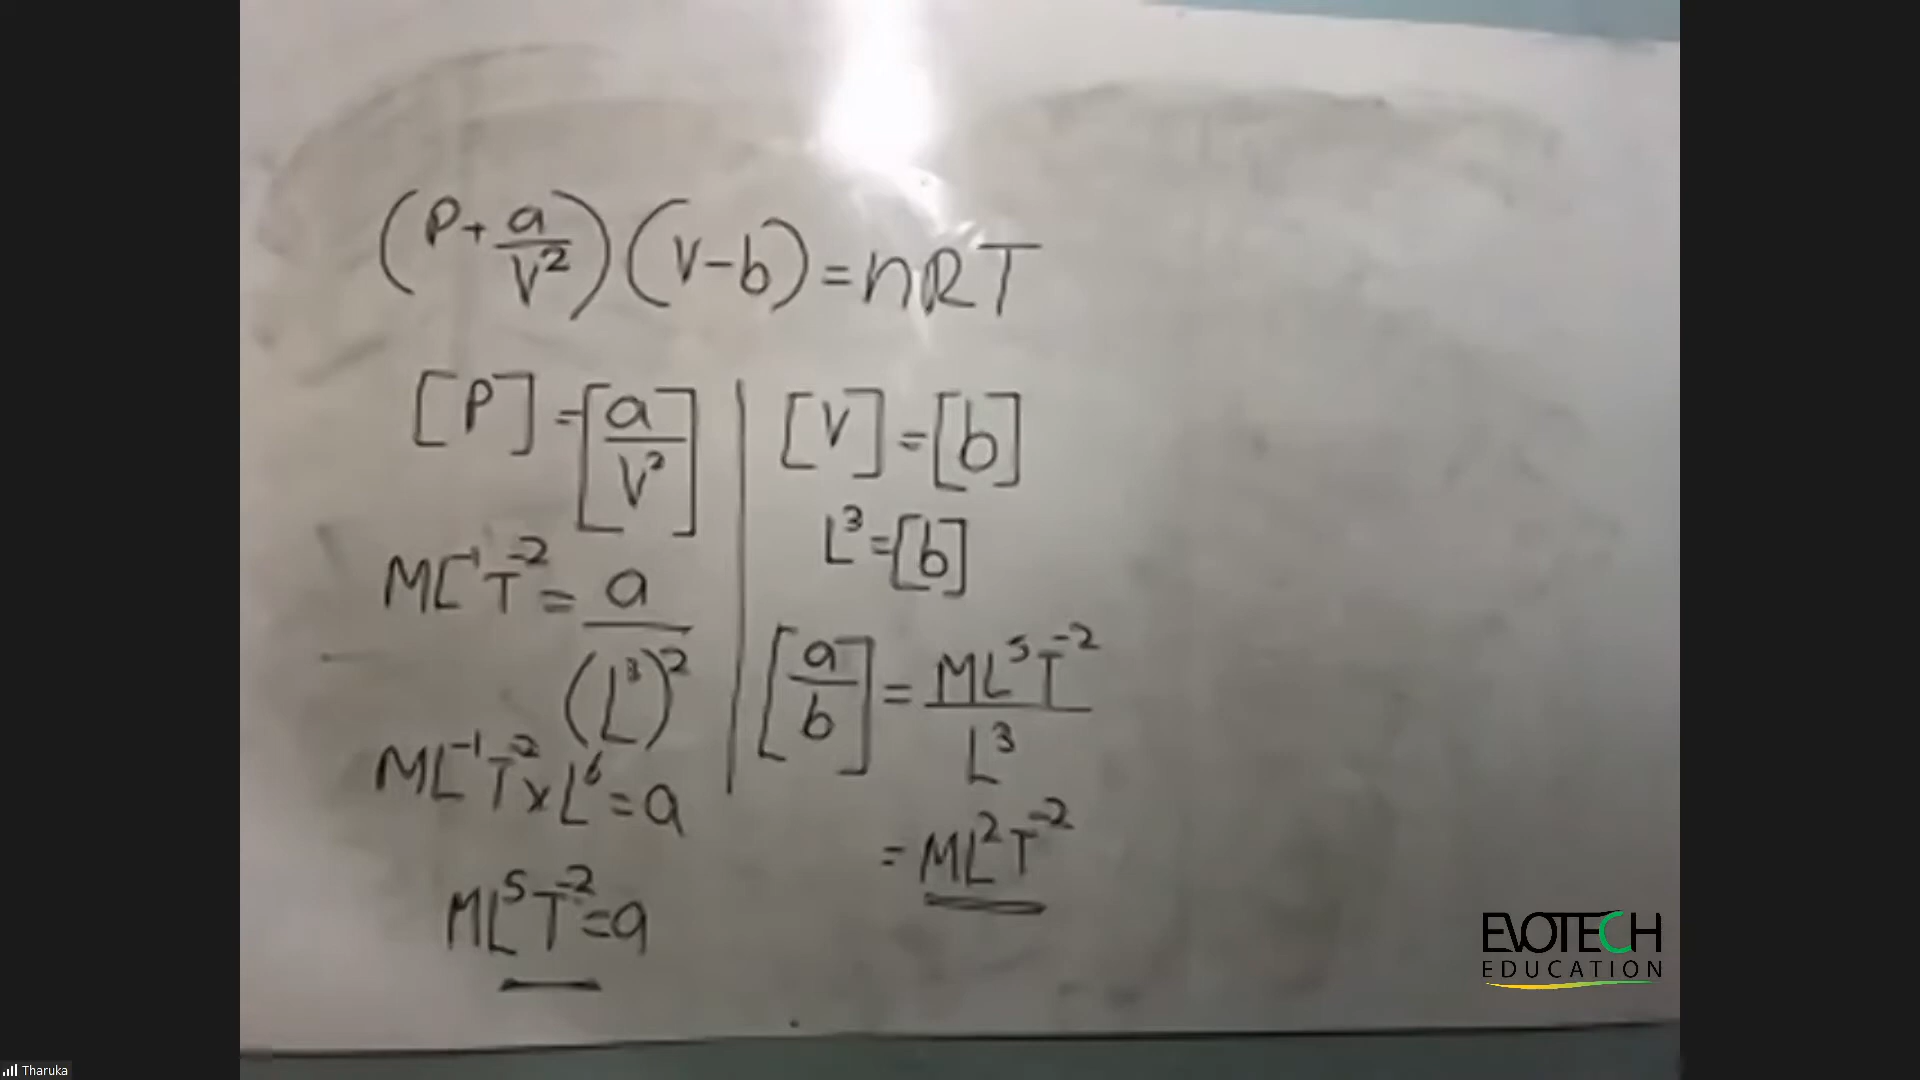 (P + a/V²)(V - b) = nRT
[P] = [a/V²]
ML⁻¹T⁻² = a/(L³)²
ML⁻¹T⁻² x L⁶ = a
ML⁵T⁻² = a
[V] = [b]
L³ = [b]
[a/b] = ML⁵T⁻²/L³
= ML²T⁻²
EVOTECH
EDUCATION
Tharuka